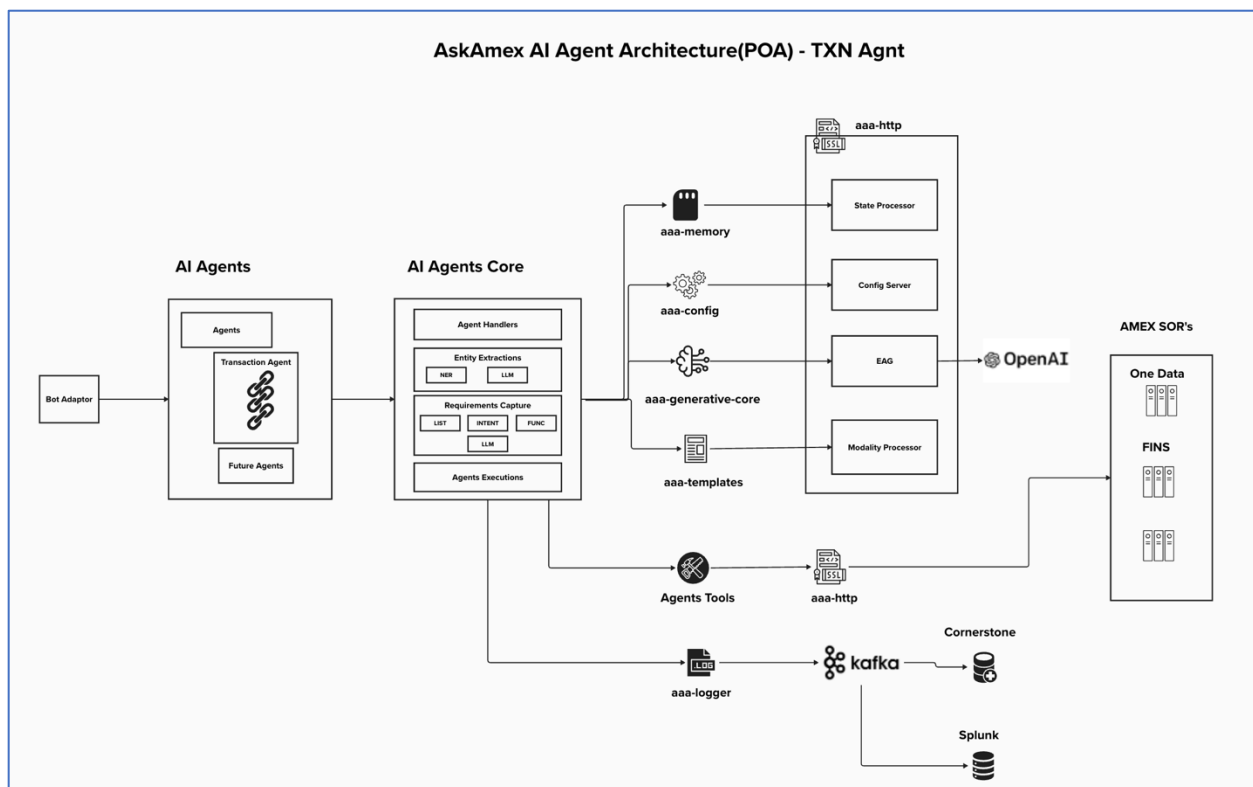 AskAmex AI Agent Architecture(POA) - TXN Agnt
aaa-http
SSL
State Processor
aaa-memory
AI Agents
AI Agents Core
Config Server
aaa-config
Agents
Agent Handlers
AMEX SOR's
Transaction Agent
Entity Extractions
NER
LLM
EAG
OpenAI
One Data
aaa-generative-core
Bot Adaptor
Requirements Capture
LIST
INTENT
FUNC
LLM
Modality Processor
FINS
Future Agents
Agents Executions
aaa-templates
SSL
Agents Tools
aaa-http
Cornerstone
.LOG
kafka
aaa-logger
Splunk